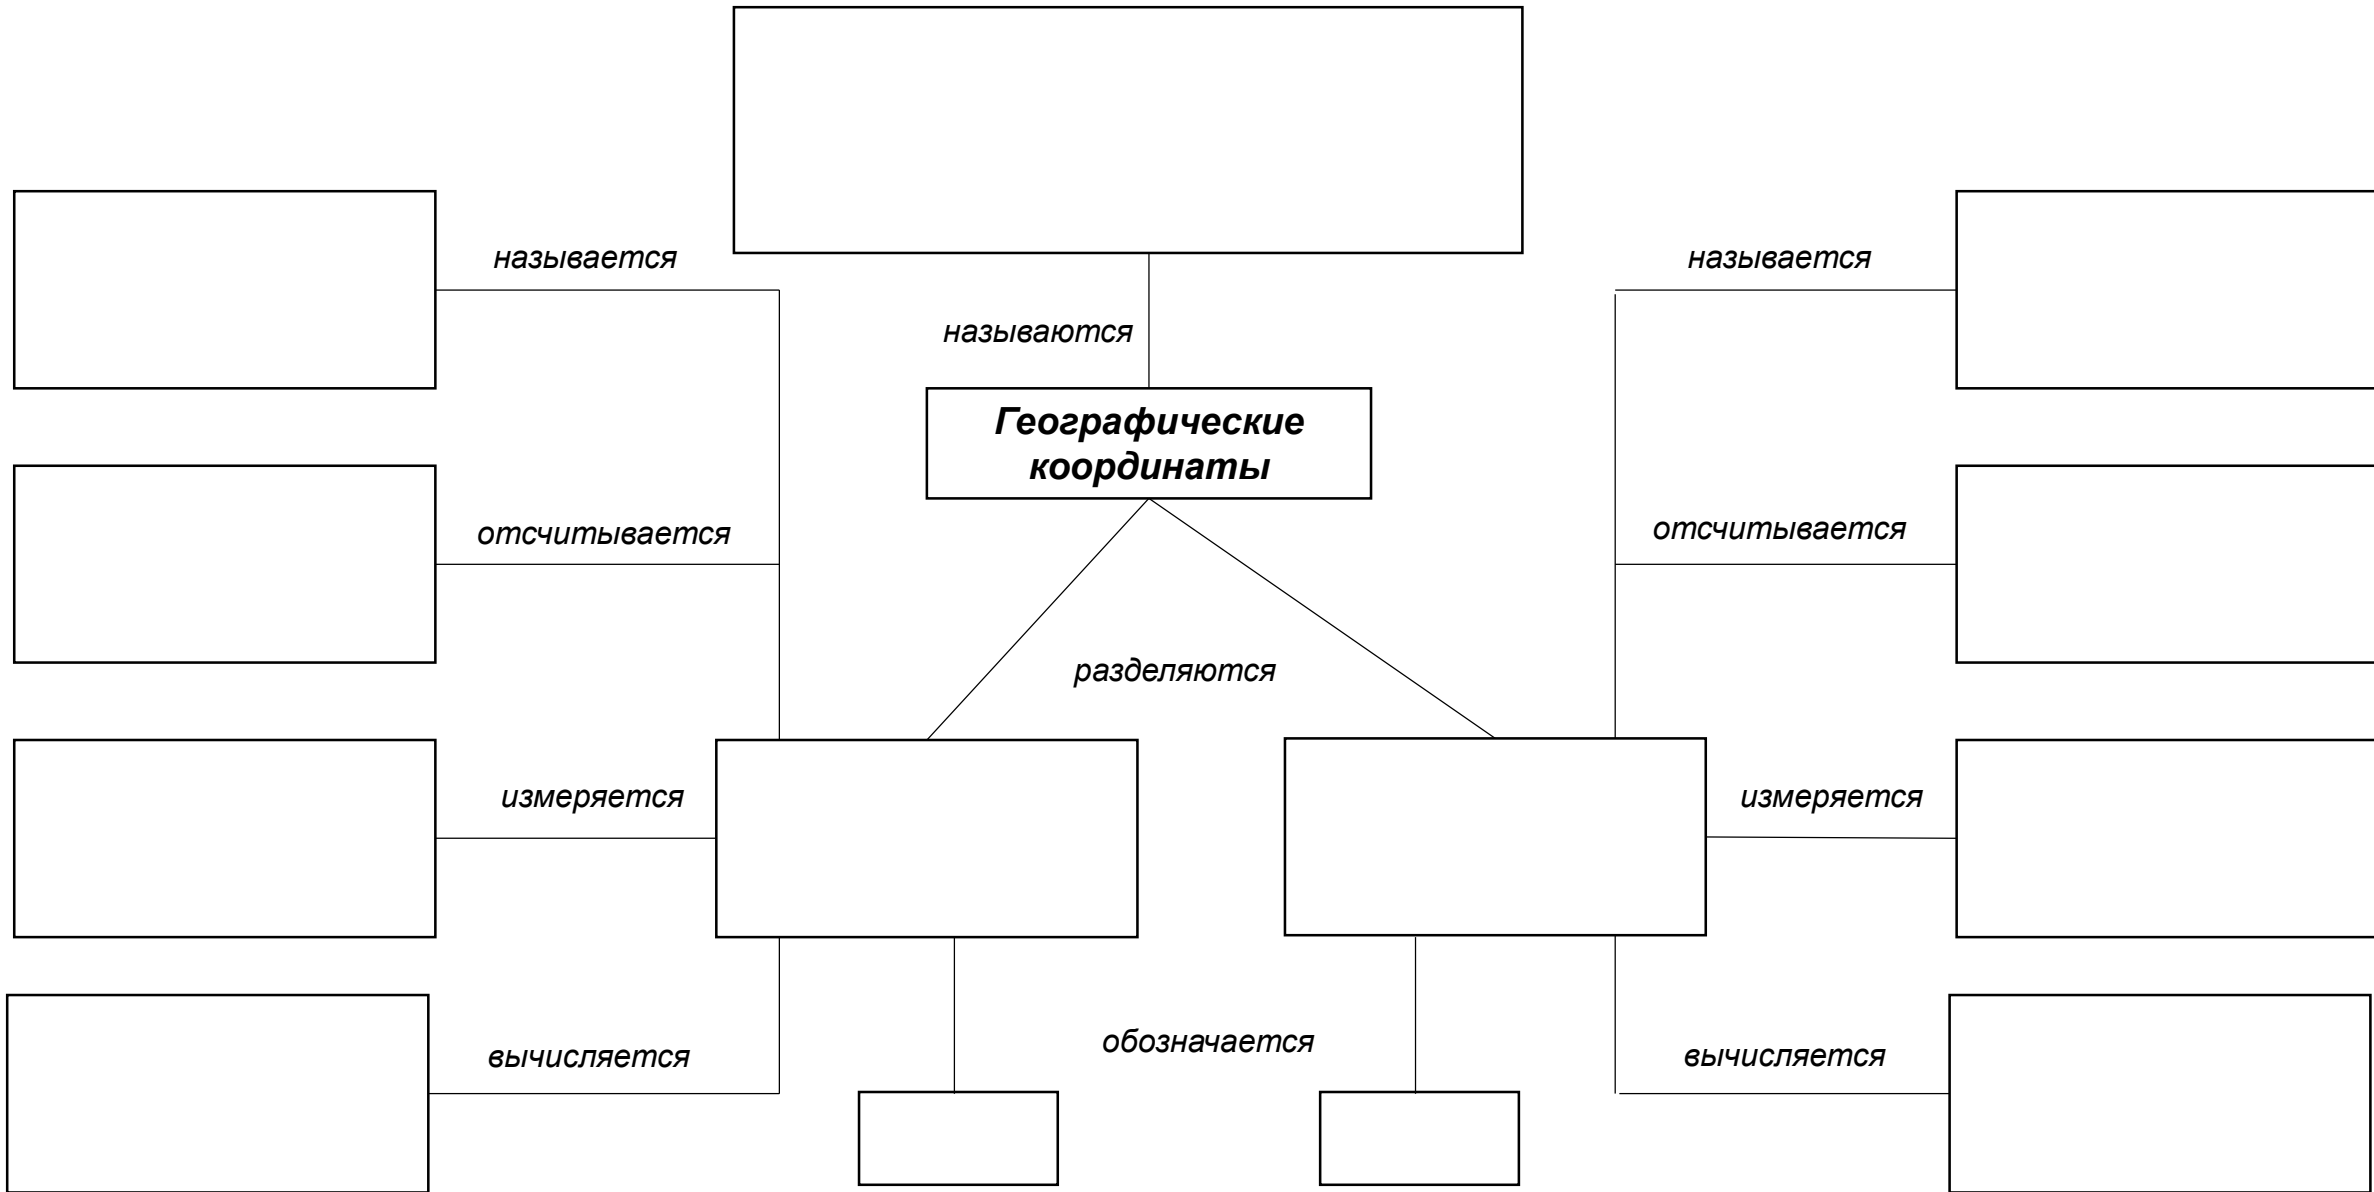 называется
называется
называются
Географические
координаты
отсчитывается
отсчитывается
разделяются
измеряется
измеряется
обозначается
вычисляется
вычисляется